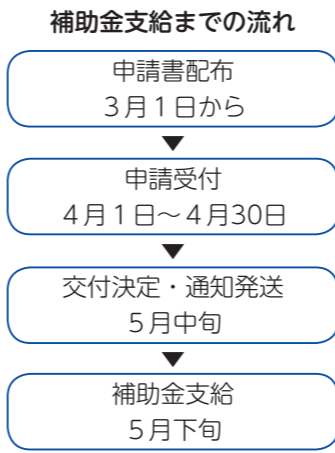 補助金支給までの流れ
申請書配布
３月１日から
申請受付
４月１日〜４月30日
交付決定・通知発送
５月中旬
補助金支給
５月下旬